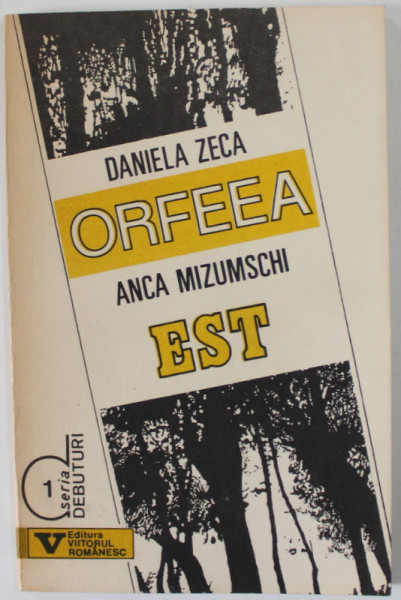 DANIELA ZECA
ORFEEA
ANCA MIZUMSCHI
EST
1
seria
DEBUTURI
V Editura
VIITORUL
ROMÂNESC